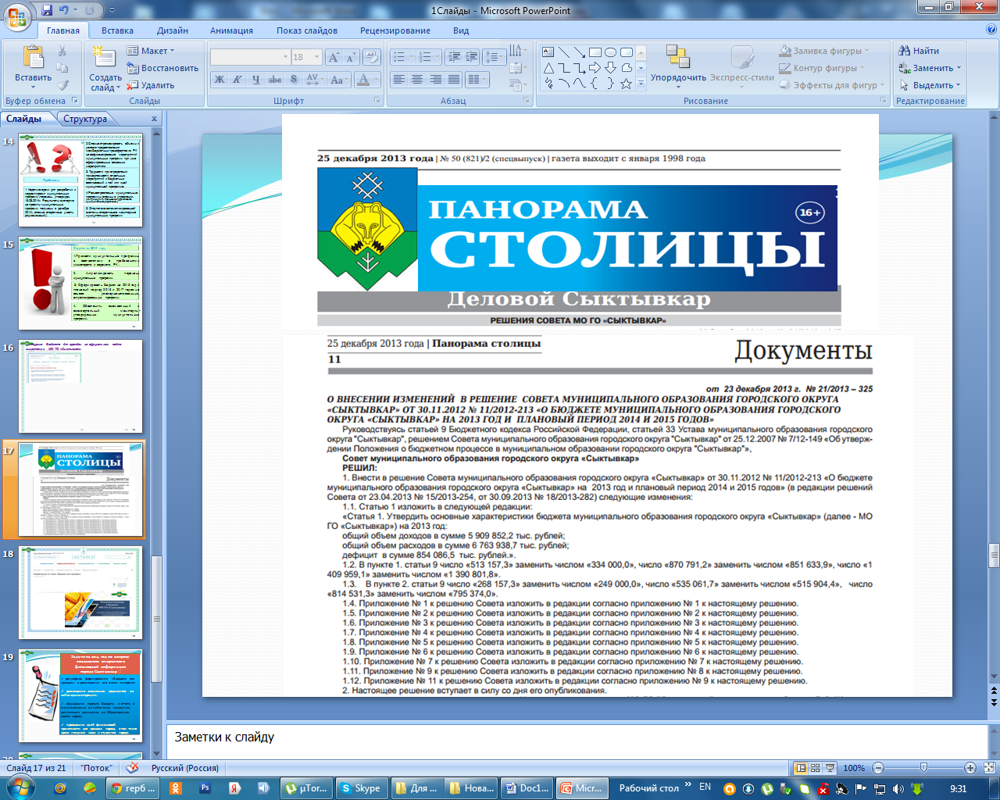 1Слайды - Microsoft PowerPoint
Главная Вставка Дизайн Анимация Показ слайдов Рецензирование Вид
Вставить
Буфер обмена
Создать слайд
Макет
Восстановить
Удалить
Слайды
18
Ж К Ч abc S AV Aa А
Шрифт
Абзац
Упорядочить
Экспресс-стили
Заливка фигуры
Контур фигуры
Эффекты для фигур
Рисование
Найти
Заменить
Выделить
Редактирование
Слайды Структура x
14
Проблемы
15
16
17
ПАНОРАМА
СТОЛИЦЫ
Деловой Сыктывкар
Документы
18
19
25 декабря 2013 года | № 50 (821)/2 (спецвыпуск) | газета выходит с января 1998 года
ПАНОРАМА
16+
СТОЛИЦЫ
Деловой Сыктывкар
РЕШЕНИЯ СОВЕТА МО ГО «СЫКТЫВКАР»
25 декабря 2013 года | Панорама столицы
11
Документы
от 23 декабря 2013 г. № 21/2013 – 325
О ВНЕСЕНИИ ИЗМЕНЕНИЙ В РЕШЕНИЕ СОВЕТА МУНИЦИПАЛЬНОГО ОБРАЗОВАНИЯ ГОРОДСКОГО ОКРУГА
«СЫКТЫВКАР» ОТ 30.11.2012 № 11/2012-213 «О БЮДЖЕТЕ МУНИЦИПАЛЬНОГО ОБРАЗОВАНИЯ ГОРОДСКОГО
ОКРУГА «СЫКТЫВКАР» НА 2013 ГОД И ПЛАНОВЫЙ ПЕРИОД 2014 И 2015 ГОДОВ»
Руководствуясь статьей 9 Бюджетного кодекса Российской Федерации, статьей 33 Устава муниципального образования городского
округа "Сыктывкар", решением Совета муниципального образования городского округа "Сыктывкар" от 25.12.2007 № 7/12-149 «Об утверж-
дении Положения о бюджетном процессе в муниципальном образовании городского округа "Сыктывкар"»,
Совет муниципального образования городского округа «Сыктывкар»
РЕШИЛ:
1. Внести в решение Совета муниципального образования городского округа «Сыктывкар» от 30.11.2012 № 11/2012-213 «О бюджете
муниципального образования городского округа «Сыктывкар» на 2013 год и плановый период 2014 и 2015 годов» (в редакции решений
Совета от 23.04.2013 № 15/2013-254, от 30.09.2013 № 18/2013-282) следующие изменения:
1.1. Статью 1 изложить в следующей редакции:
«Статья 1. Утвердить основные характеристики бюджета муниципального образования городского округа «Сыктывкар» (далее - МО
ГО «Сыктывкар») на 2013 год:
общий объем доходов в сумме 5 909 852,2 тыс. рублей;
общий объем расходов в сумме 6 763 938,7 тыс. рублей;
дефицит в сумме 854 086,5 тыс. рублей.».
1.2. В пункте 1. статьи 9 число «513 157,3» заменить числом «334 000,0», число «870 791,2» заменить числом «851 633,9», число «1
409 959,1» заменить числом «1 390 801,8».
1.3. В пункте 2. статьи 9 число «268 157,3» заменить числом «249 000,0», число «535 061,7» заменить числом «515 904,4», число
«814 531,3» заменить числом «795 374,0».
1.4. Приложение № 1 к решению Совета изложить в редакции согласно приложению № 1 к настоящему решению.
1.5. Приложение № 2 к решению Совета изложить в редакции согласно приложению № 2 к настоящему решению.
1.6. Приложение № 3 к решению Совета изложить в редакции согласно приложению № 3 к настоящему решению.
1.7. Приложение № 4 к решению Совета изложить в редакции согласно приложению № 4 к настоящему решению.
1.8. Приложение № 5 к решению Совета изложить в редакции согласно приложению № 5 к настоящему решению.
1.9. Приложение № 6 к решению Совета изложить в редакции согласно приложению № 6 к настоящему решению.
1.10. Приложение № 7 к решению Совета изложить в редакции согласно приложению № 7 к настоящему решению.
1.11. Приложение № 9 к решению Совета изложить в редакции согласно приложению № 8 к настоящему решению.
1.12. Приложение № 11 к решению Совета изложить в редакции согласно приложению № 9 к настоящему решению.
2. Настоящее решение вступает в силу со дня его опубликования.
Заметки к слайду
Слайд 17 из 21 "Поток" Русский (Россия) 100%
герб ... µTor... Skype Для ... Нова... Doc1... Micr... Рабочий стол » EN 9:31